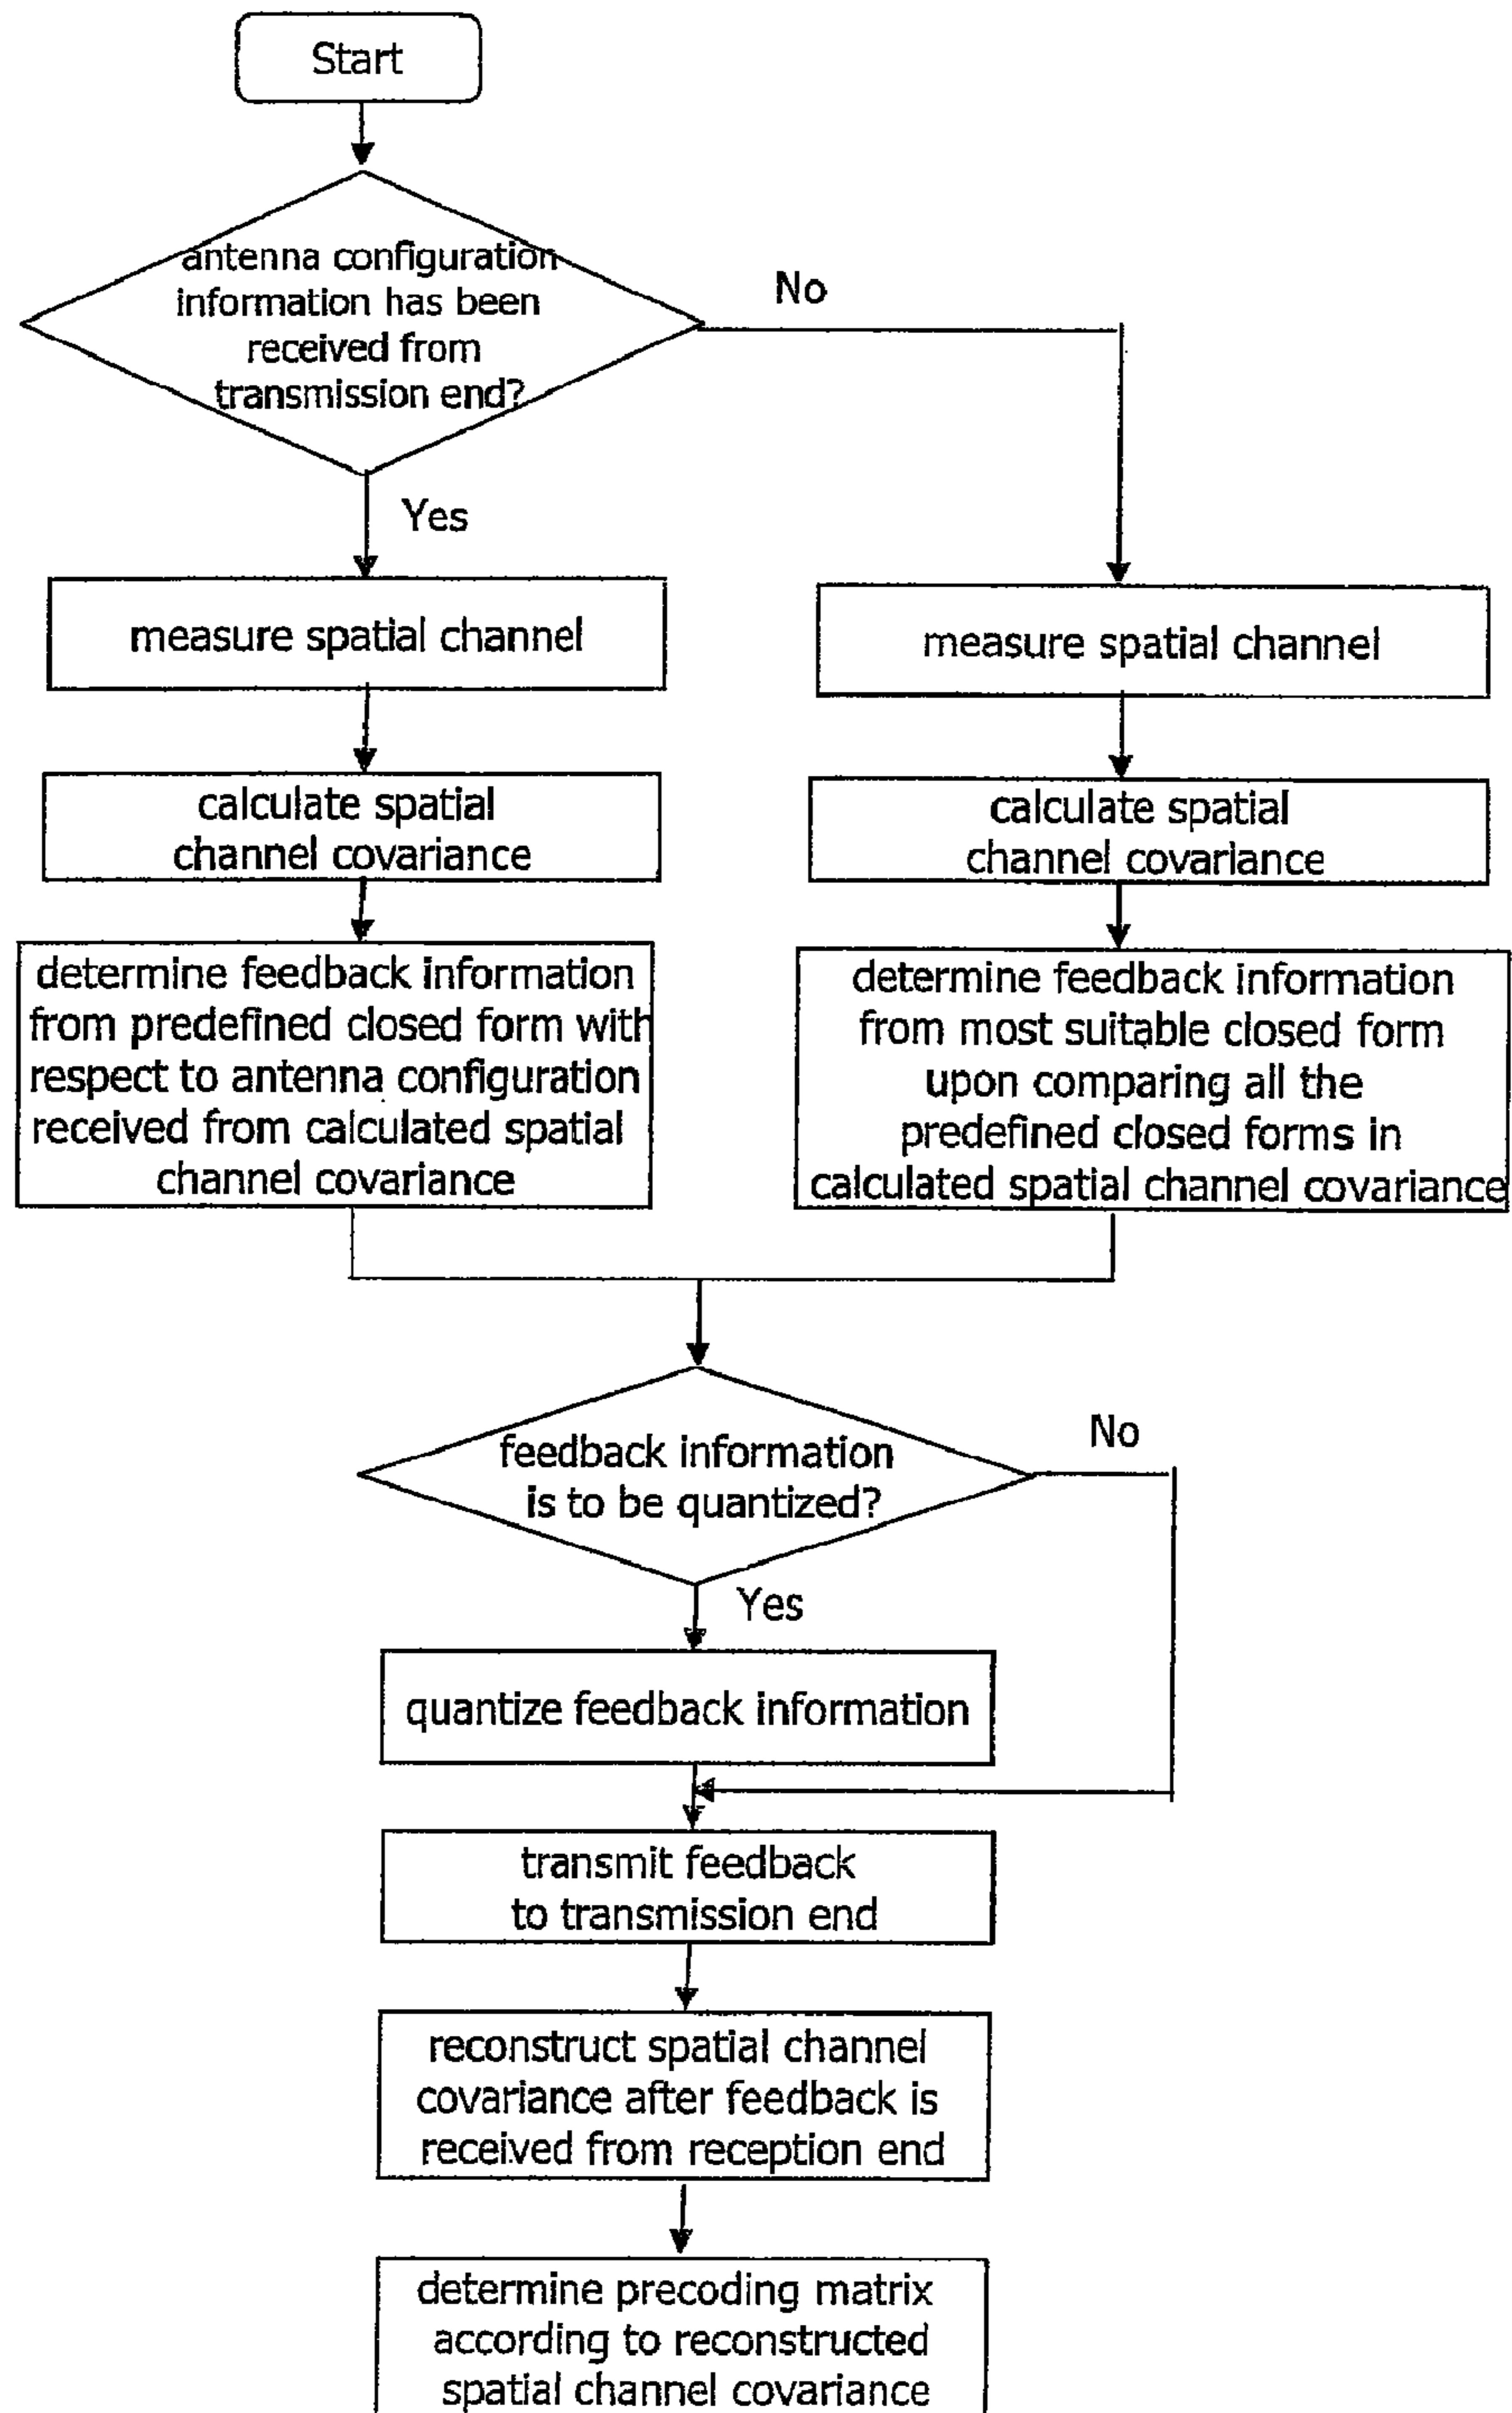 Start
antenna configuration
information has been
received from
transmission end?
No
Yes
measure spatial channel
measure spatial channel
calculate spatial
channel covariance
calculate spatial
channel covariance
determine feedback information
from predefined closed form with
respect to antenna configuration
received from calculated spatial
channel covariance
determine feedback information
from most suitable closed form
upon comparing all the
predefined closed forms in
calculated spatial channel covariance
feedback information
is to be quantized?
No
Yes
quantize feedback information
transmit feedback
to transmission end
reconstruct spatial channel
covariance after feedback is
received from reception end
determine precoding matrix
according to reconstructed
spatial channel covariance